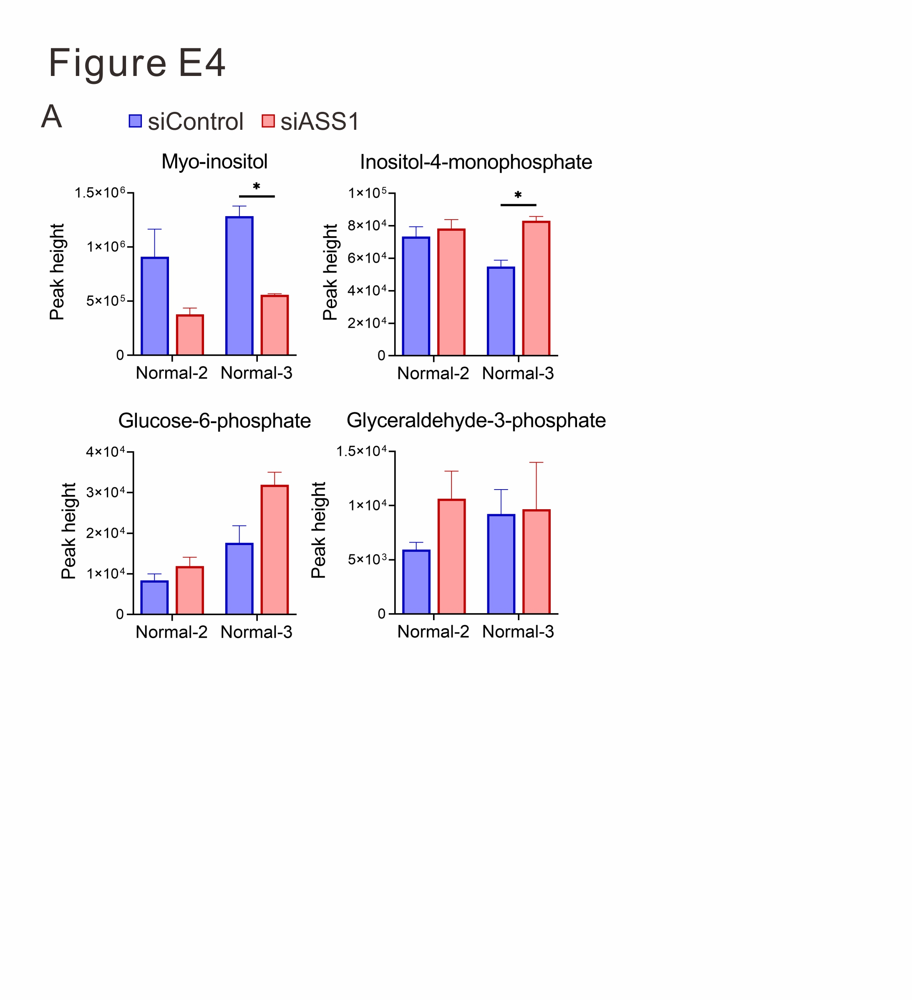 Figure E4
A
siControl siASS1
Myo-inositol
*
1.5×10⁶
1×10⁶
5×10⁵
0
Peak height
Normal-2 Normal-3
Inositol-4-monophosphate
*
1×10⁵
8×10⁴
6×10⁴
4×10⁴
2×10⁴
0
Peak height
Normal-2 Normal-3
Glucose-6-phosphate
4×10⁴
3×10⁴
2×10⁴
1×10⁴
0
Peak height
Normal-2 Normal-3
Glyceraldehyde-3-phosphate
1.5×10⁴
1×10⁴
5×10³
0
Peak height
Normal-2 Normal-3